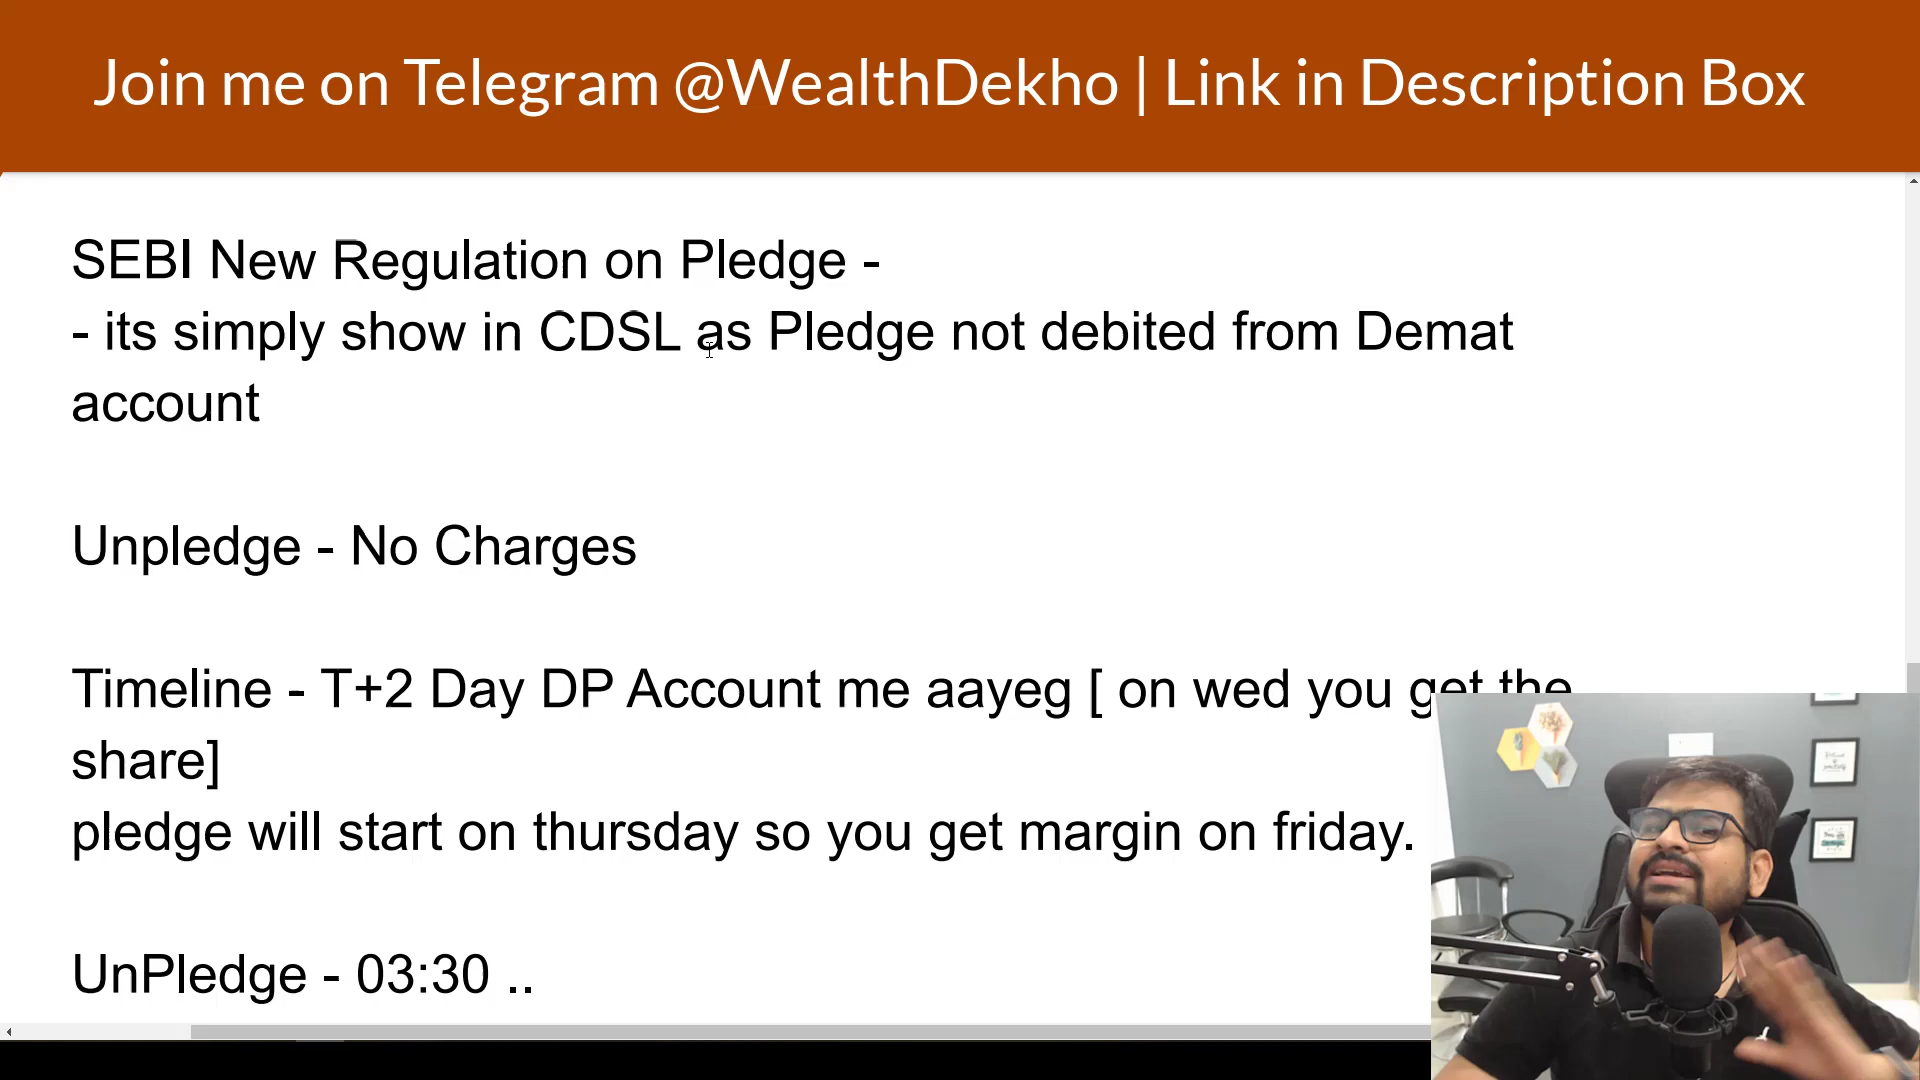 Join me on Telegram @WealthDekho | Link in Description Box
SEBI New Regulation on Pledge -
- its simply show in CDSL as Pledge not debited from Demat
account
Unpledge - No Charges
Timeline - T+2 Day DP Account me aayeg [ on wed you get the
share]
pledge will start on thursday so you get margin on friday.
UnPledge - 03:30 ..